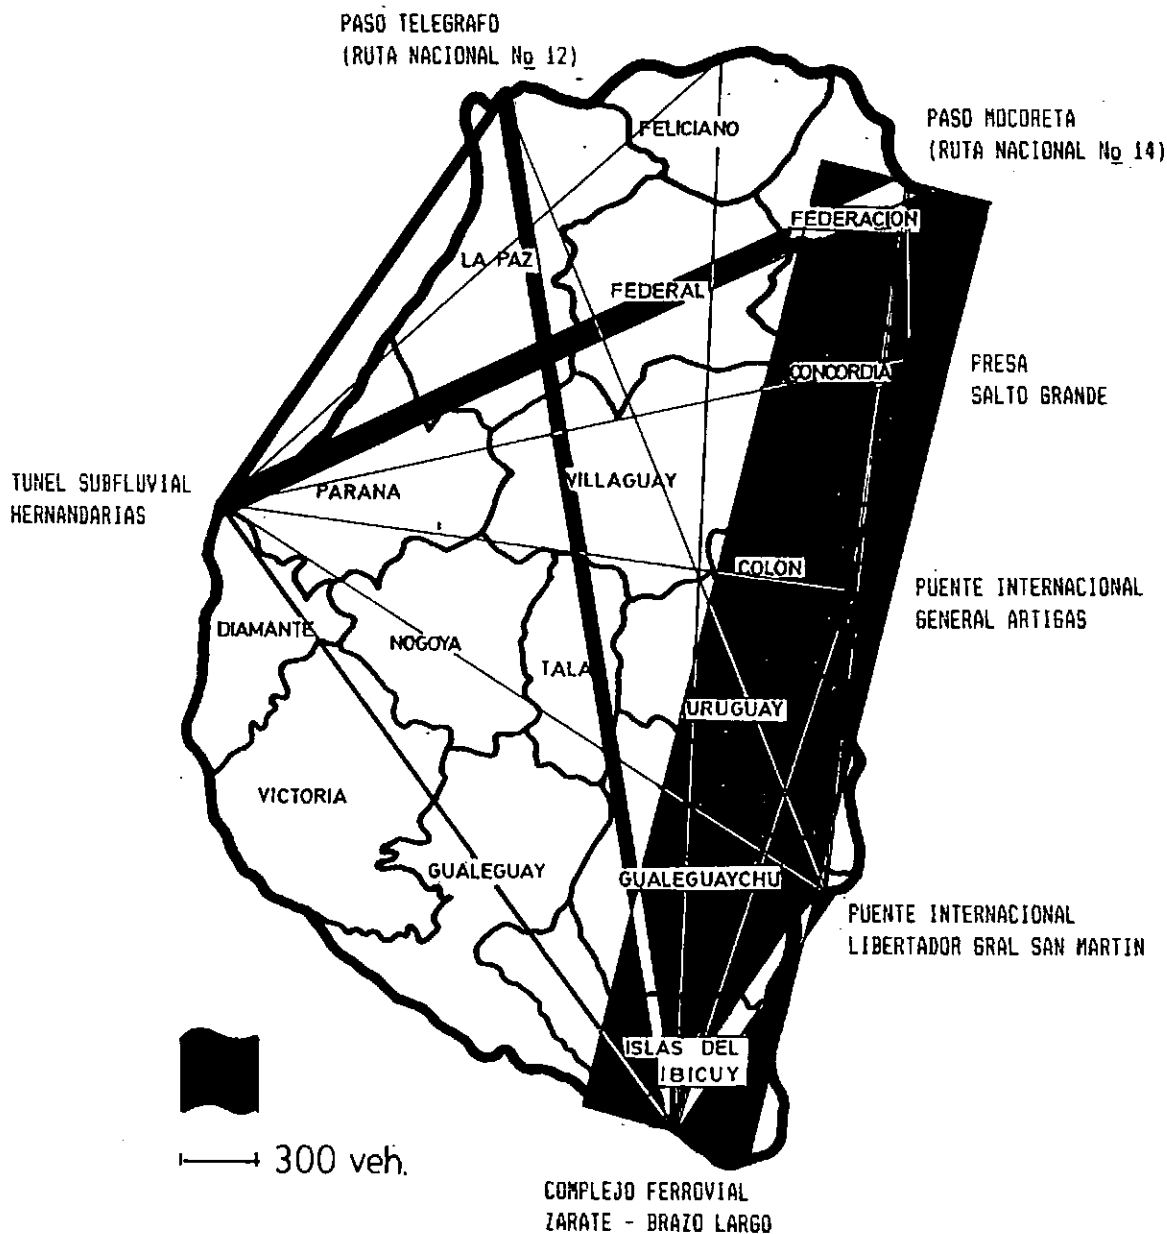 PASO TELEGRAFO
(RUTA NACIONAL No 12)
FELICIANO
PASO MOCORETA
(RUTA NACIONAL No 14)
FEDERACION
LA PAZ
FEDERAL
CONCORDIA
PRESA
SALTO GRANDE
TUNEL SUBFLUVIAL
HERNANDARIAS
PARANA
VILLAGUAY
COLON
PUENTE INTERNACIONAL
GENERAL ARTIGAS
DIAMANTE
NOGOYA
TALA
URUGUAY
VICTORIA
GUALEGUAY
GUALEGUAYCHU
PUENTE INTERNACIONAL
LIBERTADOR GRAL SAN MARTIN
ISLAS DEL
IBICUY
300 veh.
COMPLEJO FERROVIAL
ZARATE - BRAZO LARGO